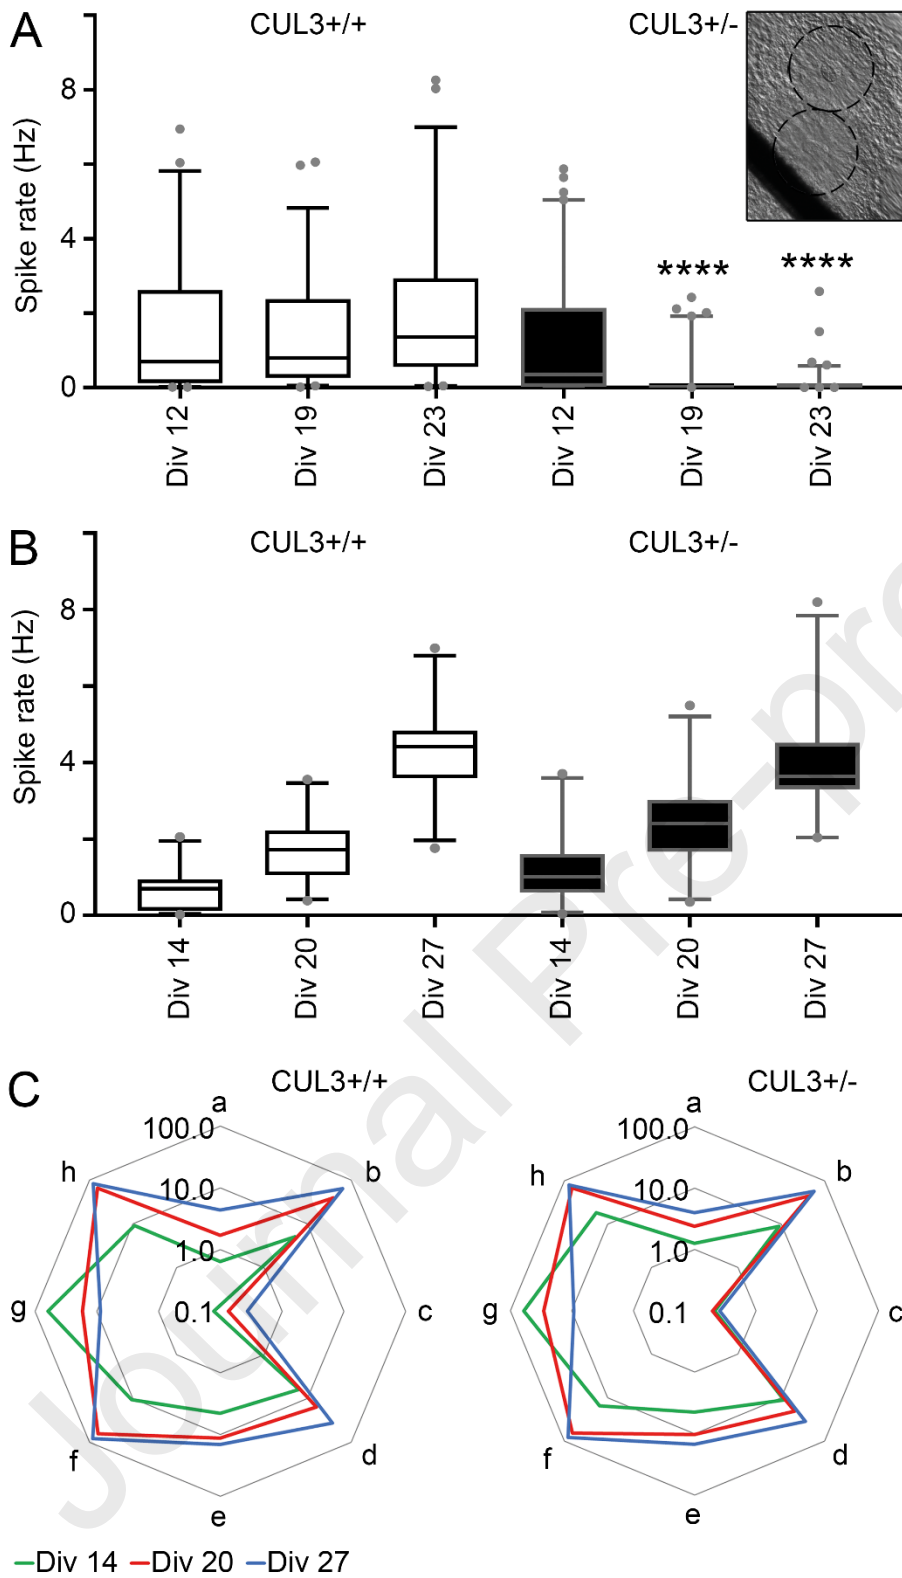 A
CUL3+/+
CUL3+/-
Spike rate (Hz)
8
4
0
****
****
Div 12
Div 19
Div 23
Div 12
Div 19
Div 23
B
CUL3+/+
CUL3+/-
Spike rate (Hz)
8
4
0
Div 14
Div 20
Div 27
Div 14
Div 20
Div 27
C
CUL3+/+
a
b
c
d
e
f
g
h
100.0
10.0
1.0
0.1
CUL3+/-
a
b
c
d
e
f
g
h
100.0
10.0
1.0
0.1
Div 14 Div 20 Div 27
Journal Pre-pr